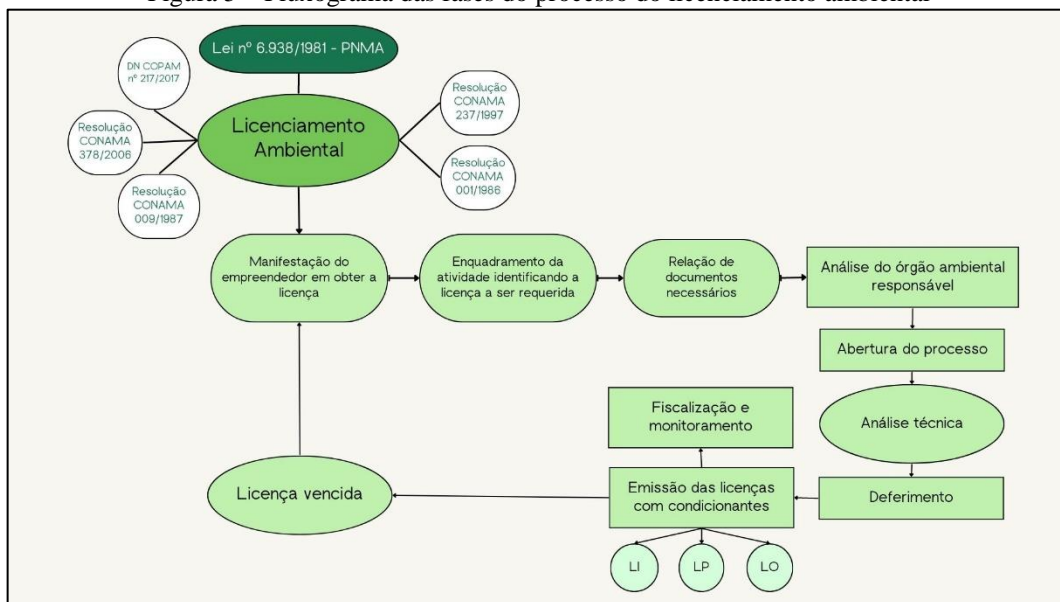 Figura 3 – Fluxograma das fases do processo do licenciamento ambiental
Lei nº 6.938/1981 - PNMA
DN COPAM
nº 217/2017
Resolução
CONAMA
378/2006
Resolução
CONAMA
009/1987
Licenciamento
Ambiental
Resolução
CONAMA
237/1997
Resolução
CONAMA
001/1986
Manifestação do
empreendedor em obter a
licença
Enquadramento da
atividade identificando a
licença a ser requerida
Relação de
documentos
necessários
Análise do órgão ambiental
responsável
Abertura do processo
Análise técnica
Deferimento
Fiscalização e
monitoramento
Emissão das licenças
com condicionantes
Licença vencida
LI
LP
LO